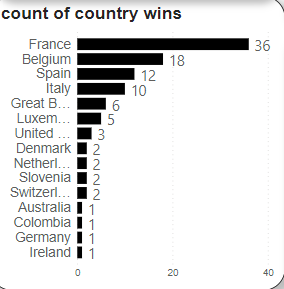 count of country wins
France 36
Belgium 18
Spain 12
Italy 10
Great B... 6
Luxem... 5
United ... 3
Denmark 2
Netherl... 2
Slovenia 2
Switzerl... 2
Australia 1
Colombia 1
Germany 1
Ireland 1
0 20 40